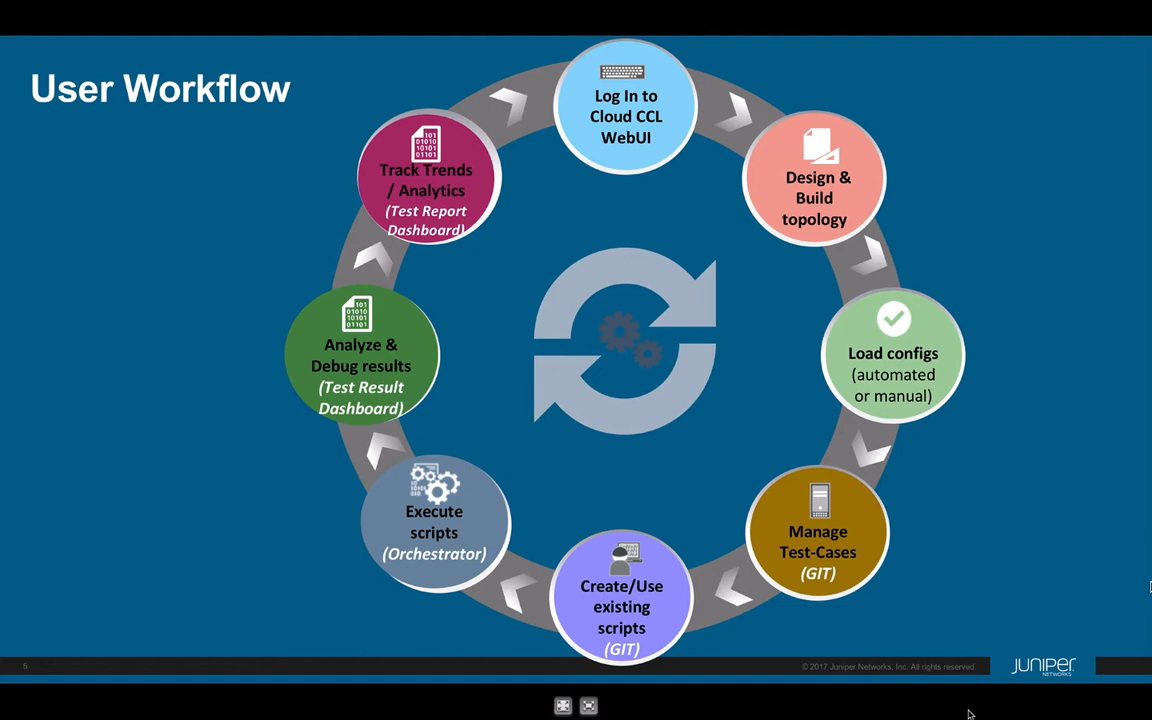 User Workflow
Log In to
Cloud CCL
WebUI
Design &
Build
topology
Load configs
(automated
or manual)
Manage
Test-Cases
(GIT)
Create/Use
existing
scripts
(GIT)
Execute
scripts
(Orchestrator)
Analyze &
Debug results
(Test Result
Dashboard)
Track Trends
/ Analytics
(Test Report
Dashboard)
5
© 2017 Juniper Networks, Inc. All rights reserved.
JUNIPER
NETWORKS